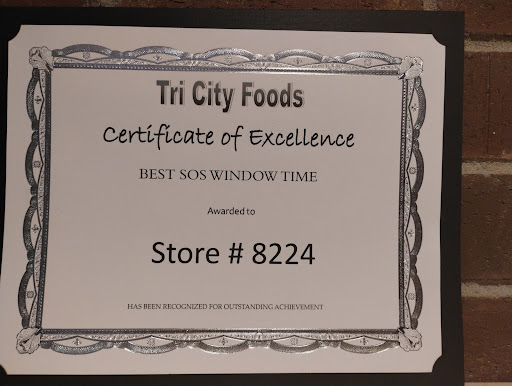 Tri City Foods
Certificate of Excellence
BEST SOS WINDOW TIME
Awarded to
Store # 8224
HAS BEEN RECOGNIZED FOR OUTSTANDING ACHIEVEMENT